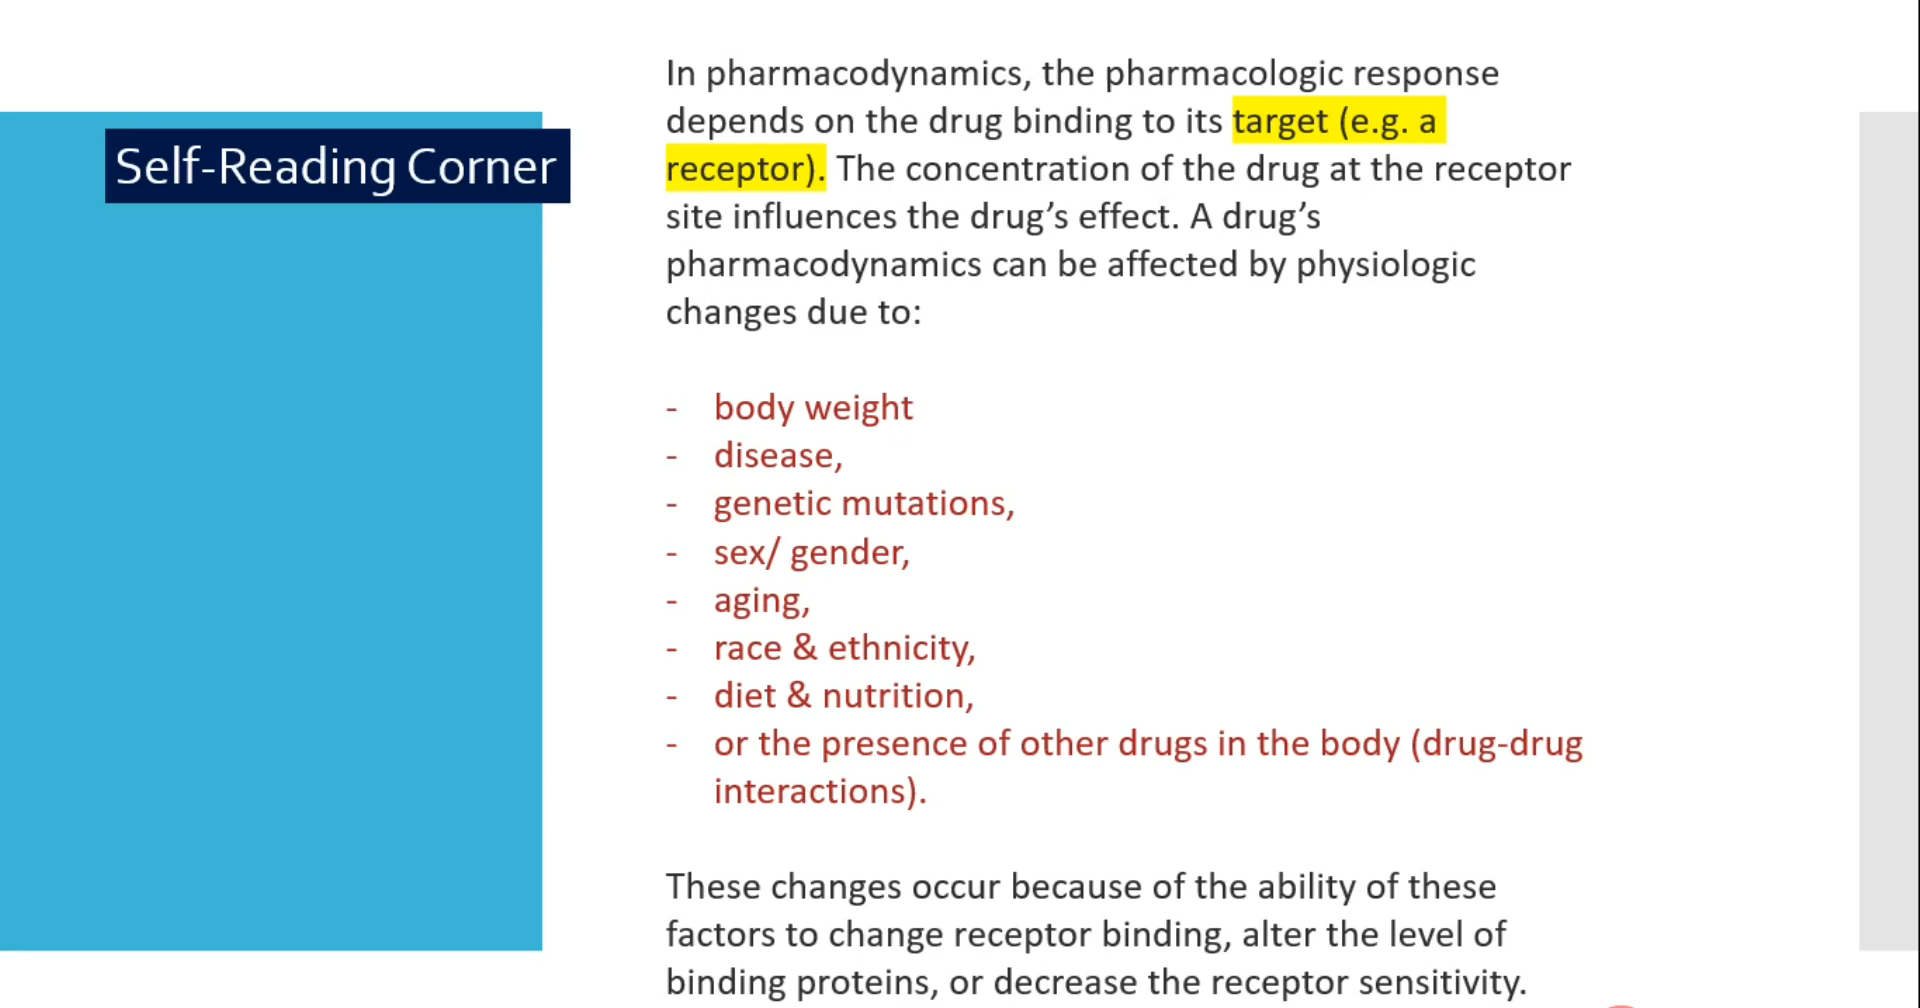 Self-Reading Corner
In pharmacodynamics, the pharmacologic response
depends on the drug binding to its target (e.g. a
receptor). The concentration of the drug at the receptor
site influences the drug’s effect. A drug’s
pharmacodynamics can be affected by physiologic
changes due to:
- body weight
- disease,
- genetic mutations,
- sex/ gender,
- aging,
- race & ethnicity,
- diet & nutrition,
- or the presence of other drugs in the body (drug-drug
interactions).
These changes occur because of the ability of these
factors to change receptor binding, alter the level of
binding proteins, or decrease the receptor sensitivity.